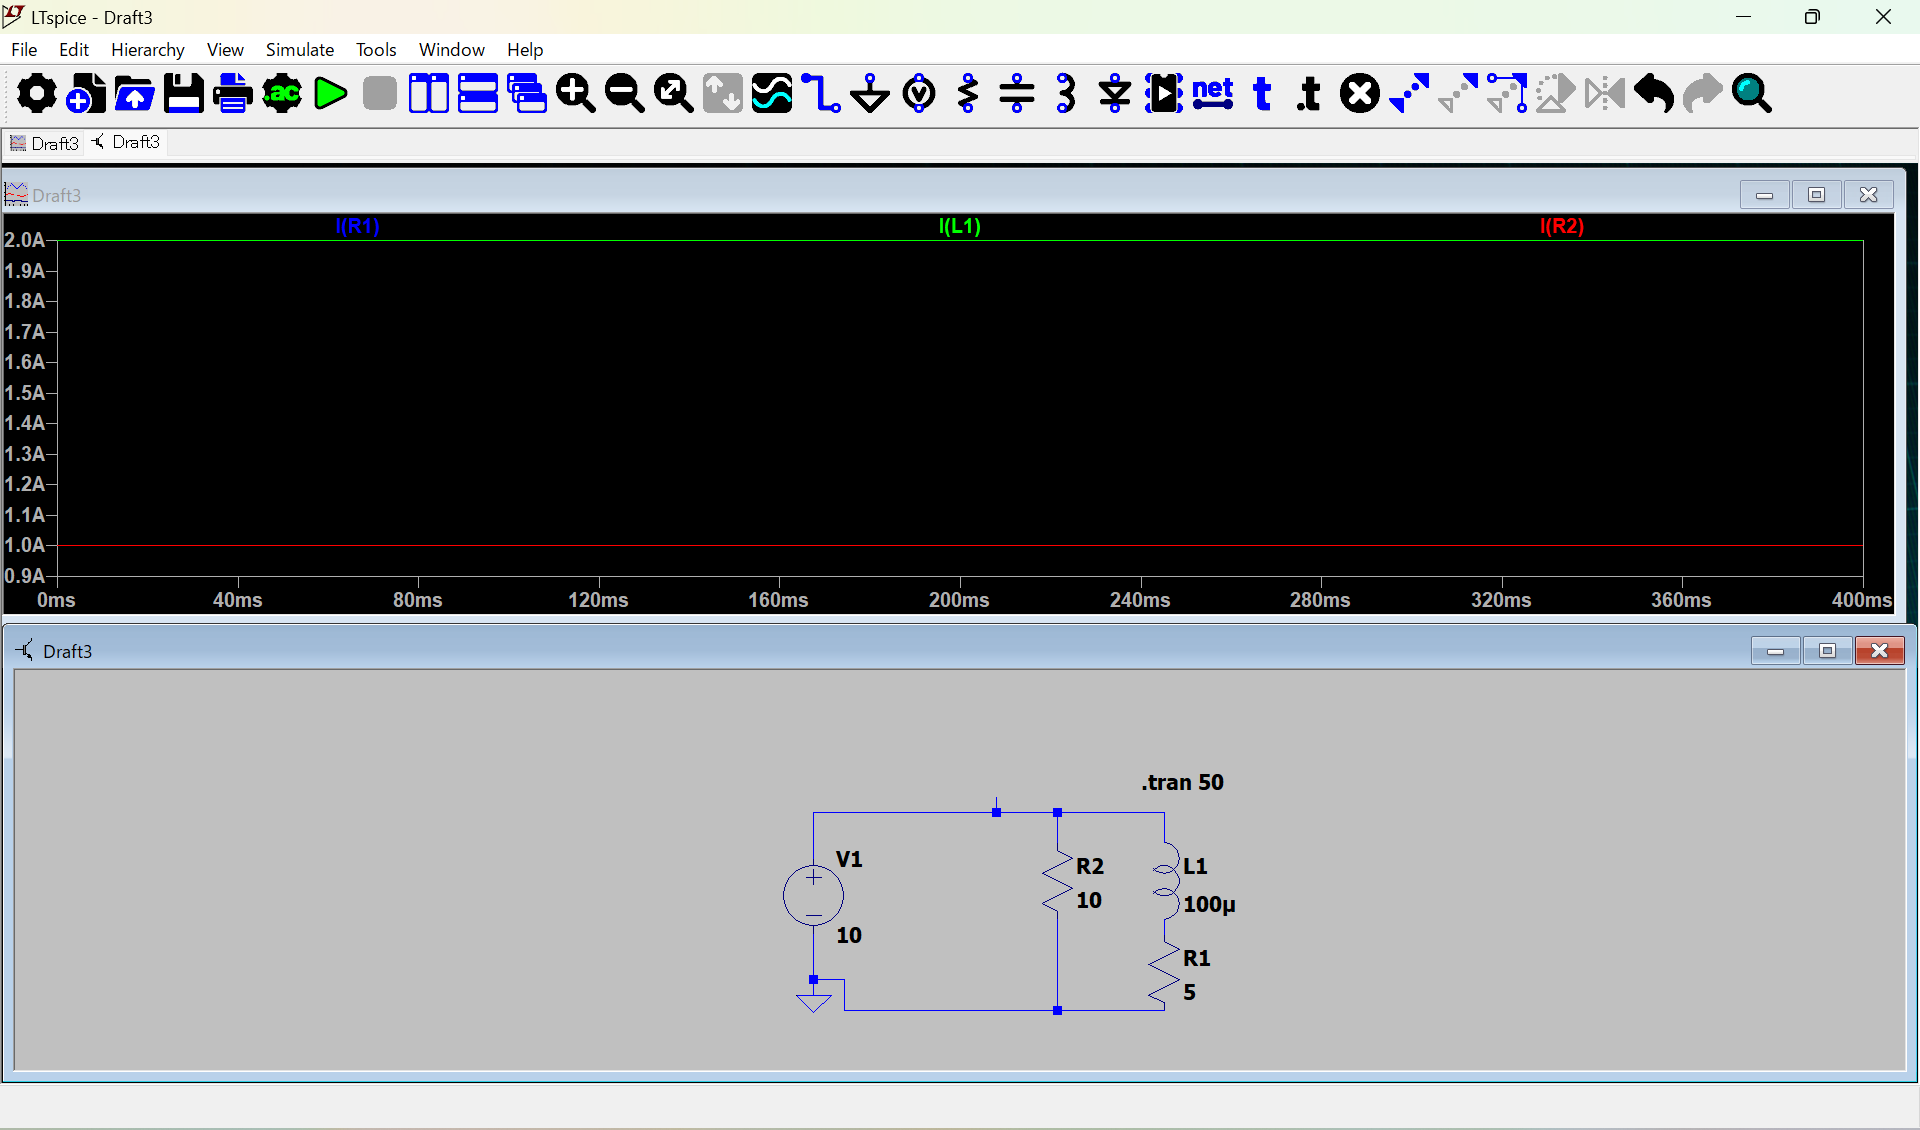 LTspice - Draft3
File Edit Hierarchy View Simulate Tools Window Help
.ac net t .t
Draft3 Draft3
Draft3
I(R1) I(L1) I(R2)
2.0A
1.9A
1.8A
1.7A
1.6A
1.5A
1.4A
1.3A
1.2A
1.1A
1.0A
0.9A
0ms 40ms 80ms 120ms 160ms 200ms 240ms 280ms 320ms 360ms 400ms
Draft3
.tran 50
V1
10
R2
10
L1
100µ
R1
5